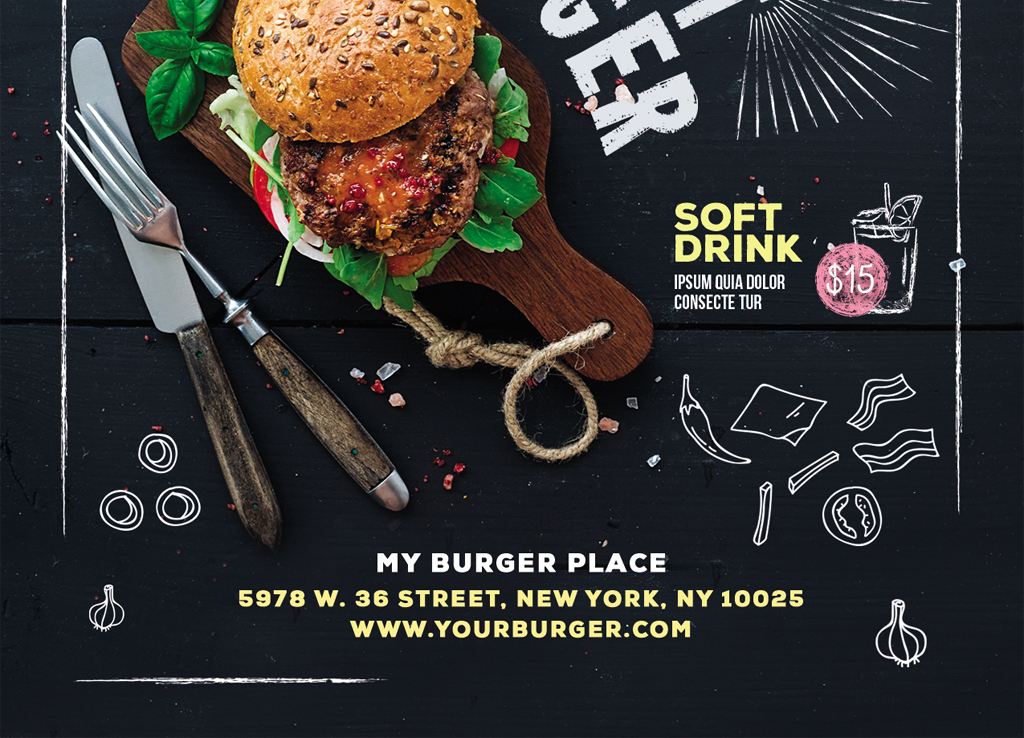 GER
SOFT
DRINK
IPSUM QUIA DOLOR
CONSECTE TUR
$15
MY BURGER PLACE
5978 W. 36 STREET, NEW YORK, NY 10025
WWW.YOURBURGER.COM